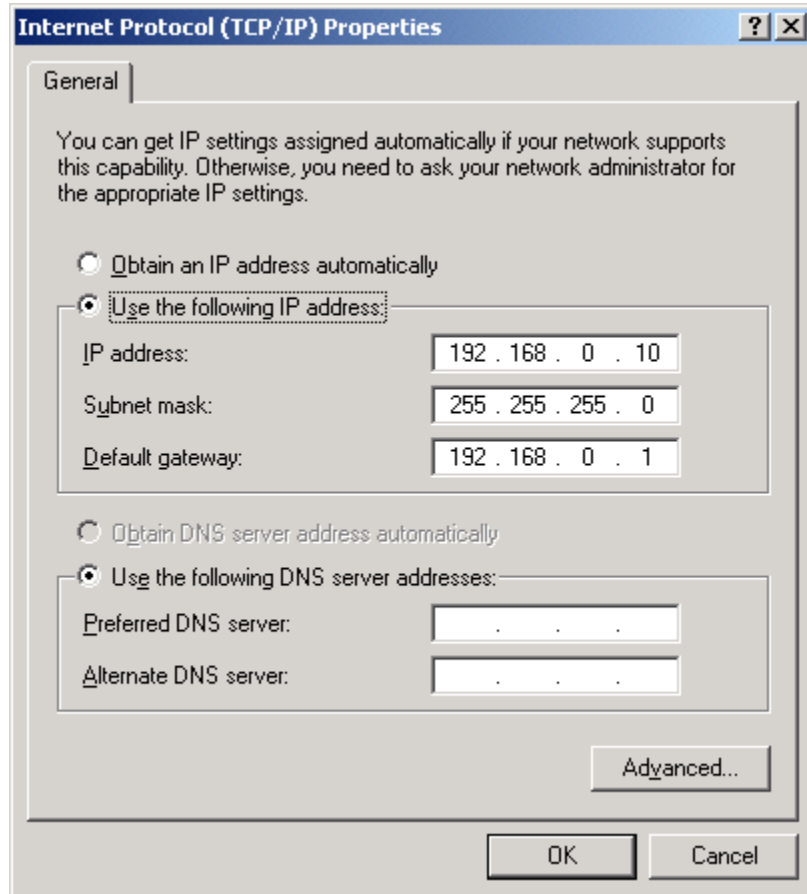 Internet Protocol (TCP/IP) Properties
General
You can get IP settings assigned automatically if your network supports
this capability. Otherwise, you need to ask your network administrator for
the appropriate IP settings.
Obtain an IP address automatically
Use the following IP address:
IP address: 192 . 168 . 0 . 10
Subnet mask: 255 . 255 . 255 . 0
Default gateway: 192 . 168 . 0 . 1
Obtain DNS server address automatically
Use the following DNS server addresses:
Preferred DNS server: . . .
Alternate DNS server: . . .
Advanced...
OK Cancel